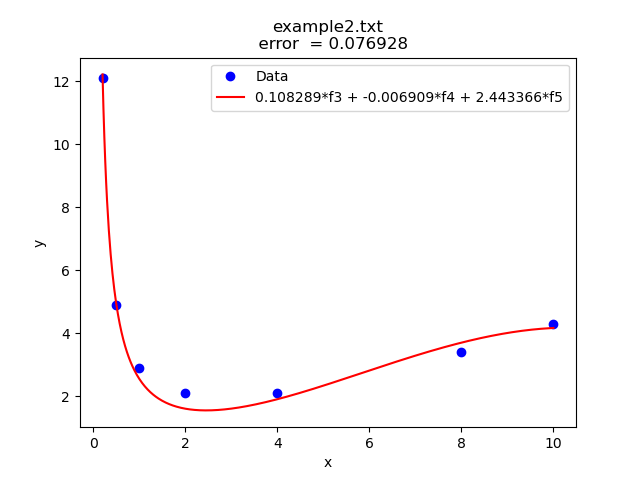 example2.txt
error  = 0.076928
Data
0.108289*f3 + -0.006909*f4 + 2.443366*f5
12
10
8
6
4
2
y
0 2 4 6 8 10
x